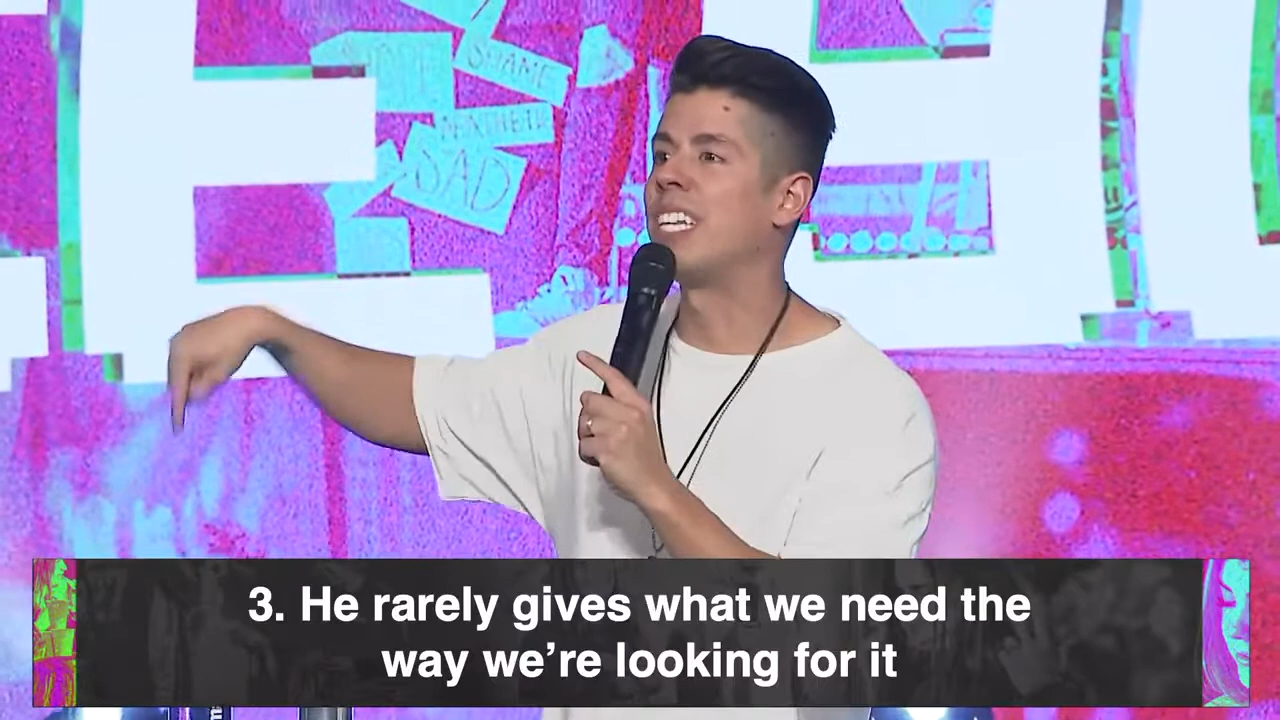 SHAME
SAD
3. He rarely gives what we need the
way we’re looking for it